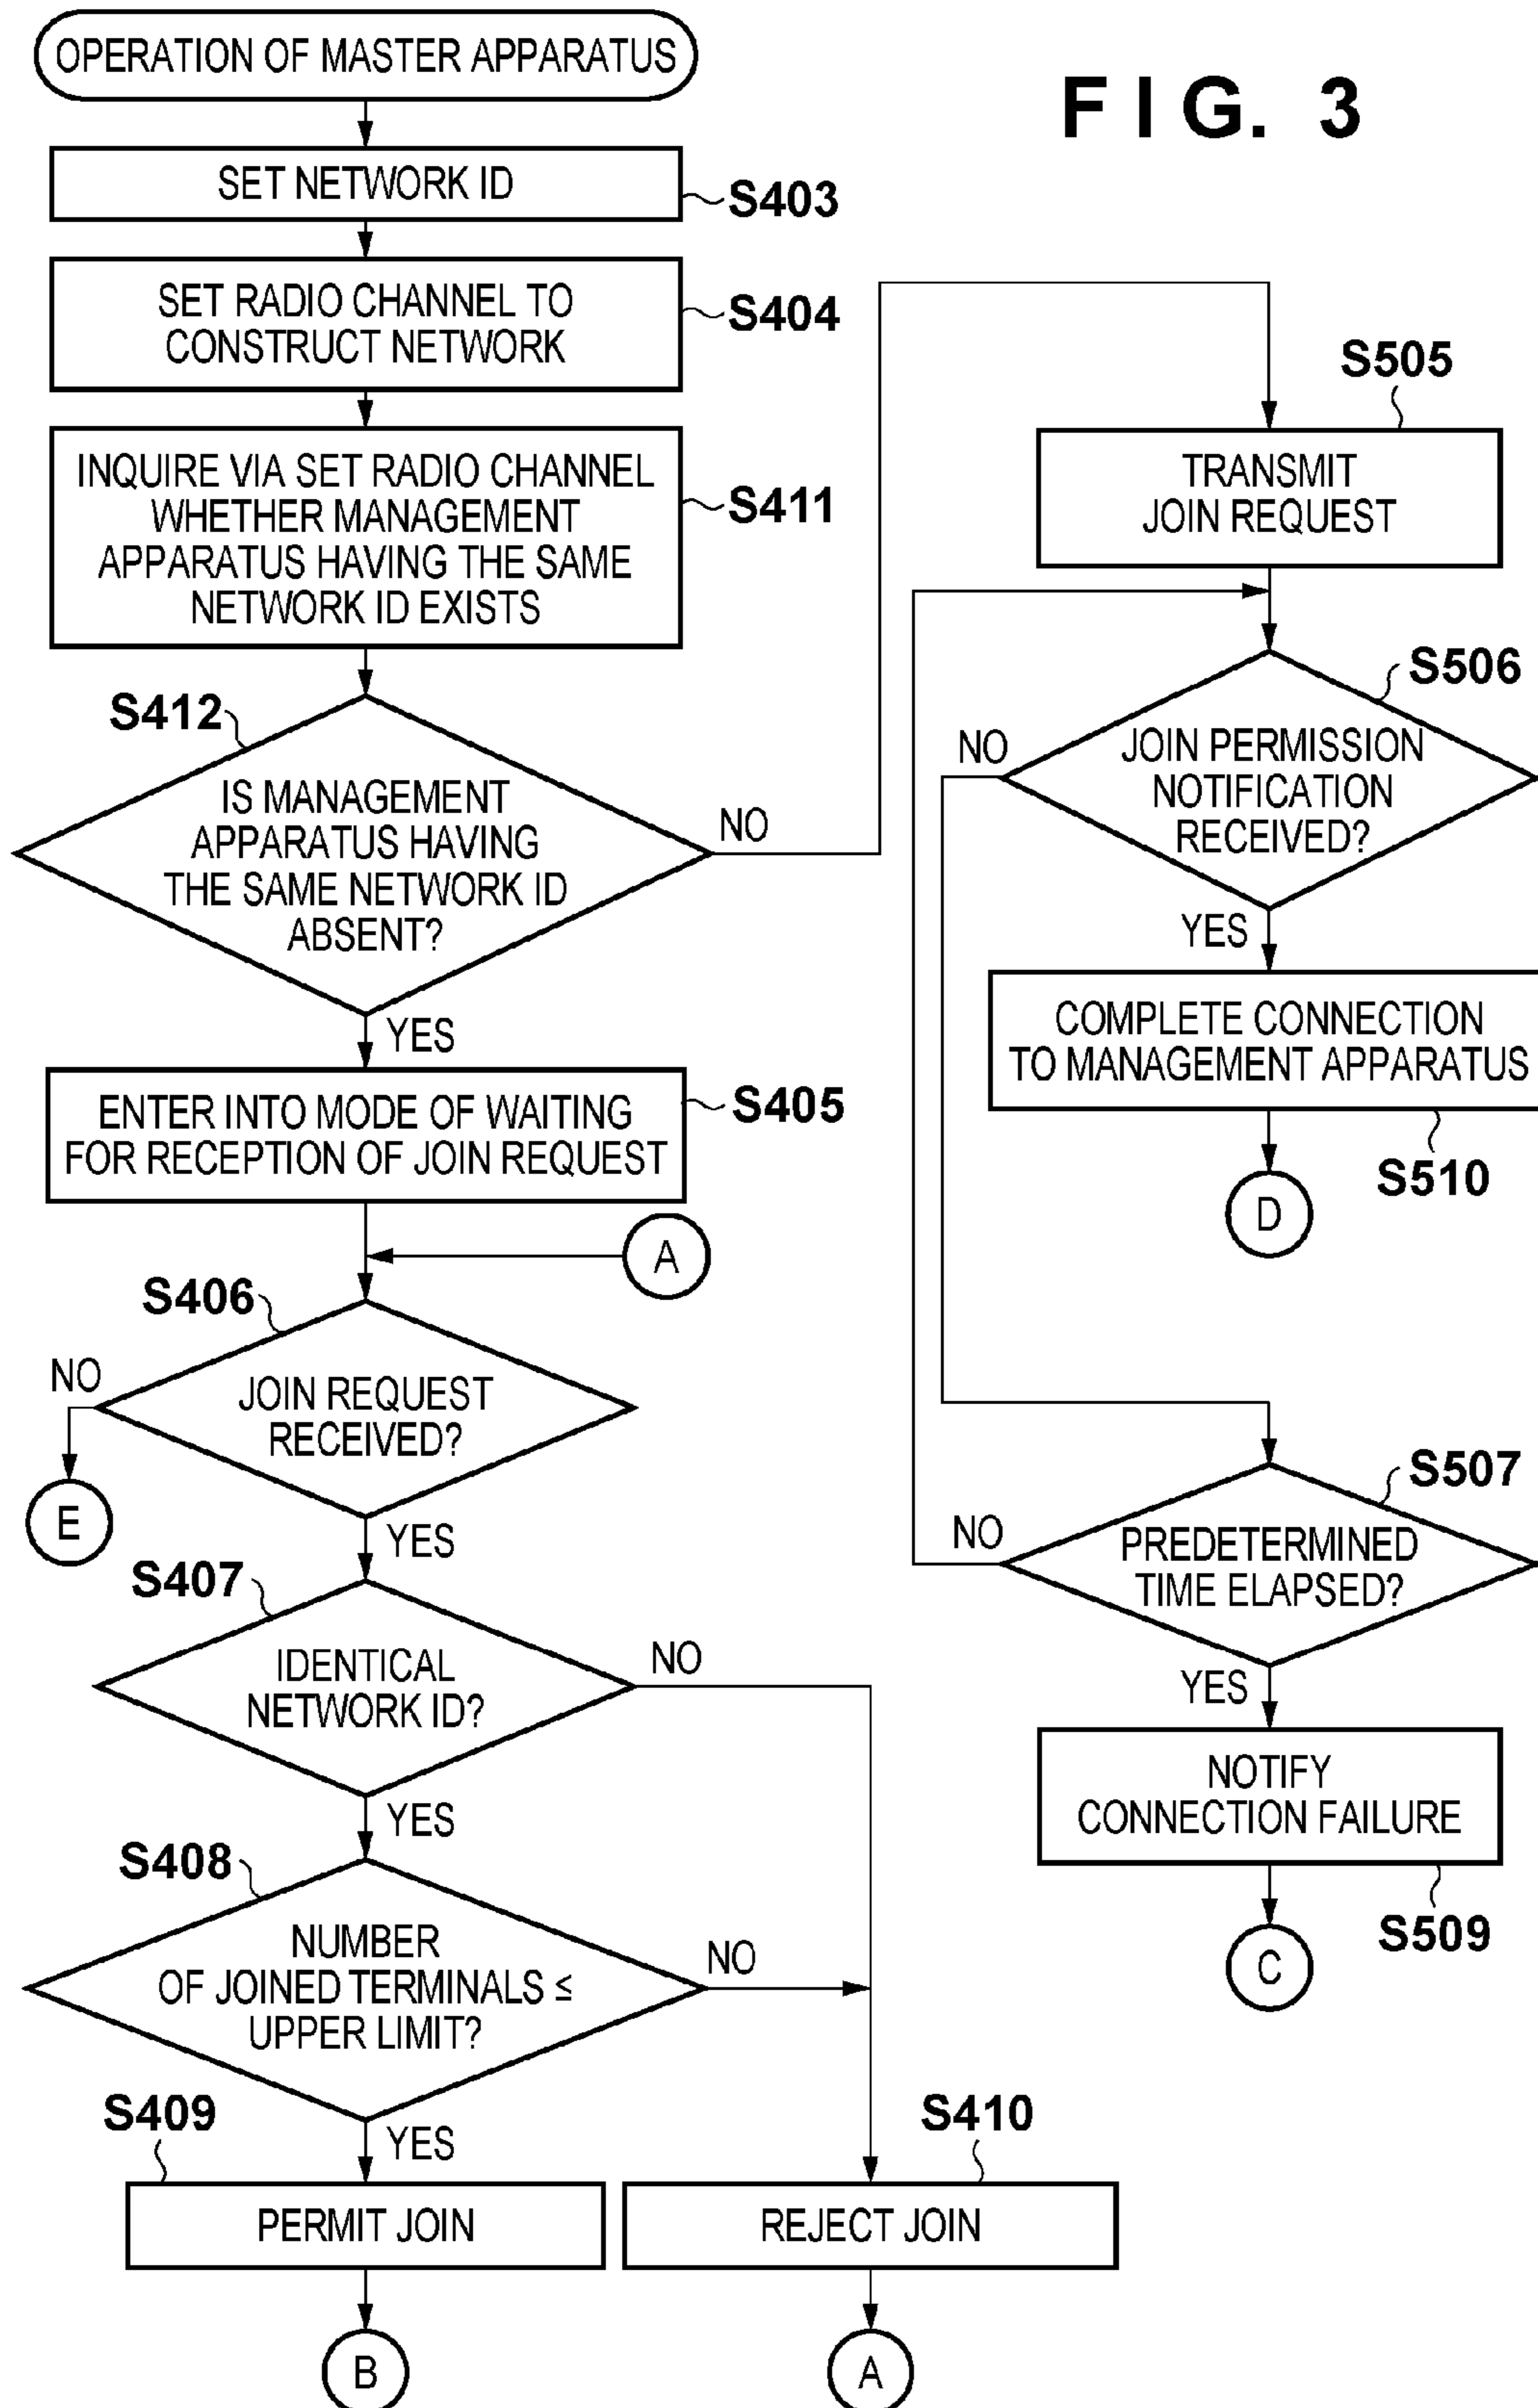 OPERATION OF MASTER APPARATUS
FIG. 3
SET NETWORK ID
S403
SET RADIO CHANNEL TO
CONSTRUCT NETWORK
S404
INQUIRE VIA SET RADIO CHANNEL
WHETHER MANAGEMENT
APPARATUS HAVING THE SAME
NETWORK ID EXISTS
S411
S412
IS MANAGEMENT
APPARATUS HAVING
THE SAME NETWORK ID
ABSENT?
NO
YES
ENTER INTO MODE OF WAITING
FOR RECEPTION OF JOIN REQUEST
S405
A
S406
JOIN REQUEST
RECEIVED?
NO
E
YES
S407
IDENTICAL
NETWORK ID?
NO
YES
S408
NUMBER
OF JOINED TERMINALS ≤
UPPER LIMIT?
NO
YES
S409
PERMIT JOIN
B
S410
REJECT JOIN
A
S505
TRANSMIT
JOIN REQUEST
S506
JOIN PERMISSION
NOTIFICATION
RECEIVED?
NO
YES
COMPLETE CONNECTION
TO MANAGEMENT APPARATUS
S510
D
S507
PREDETERMINED
TIME ELAPSED?
NO
YES
NOTIFY
CONNECTION FAILURE
S509
C